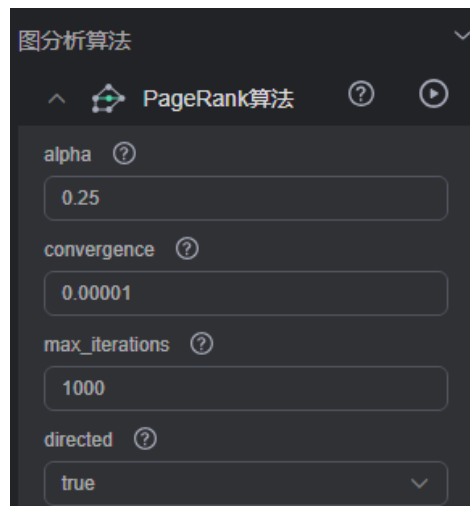 图分析算法
PageRank算法
alpha
0.25
convergence
0.00001
max_iterations
1000
directed
true